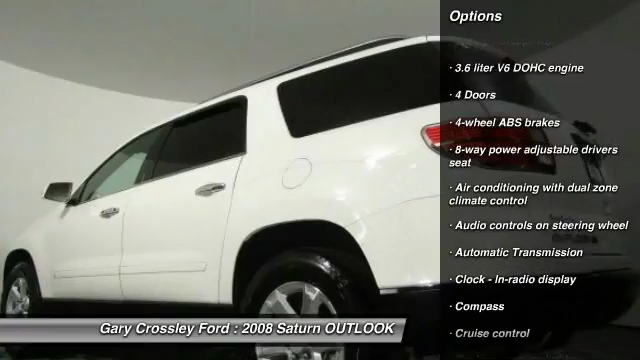 Options
· 3.6 liter V6 DOHC engine
· 4 Doors
· 4-wheel ABS brakes
· 8-way power adjustable drivers
seat
· Air conditioning with dual zone
climate control
· Audio controls on steering wheel
· Automatic Transmission
· Clock - In-radio display
· Compass
· Cruise control
Gary Crossley Ford : 2008 Saturn OUTLOOK